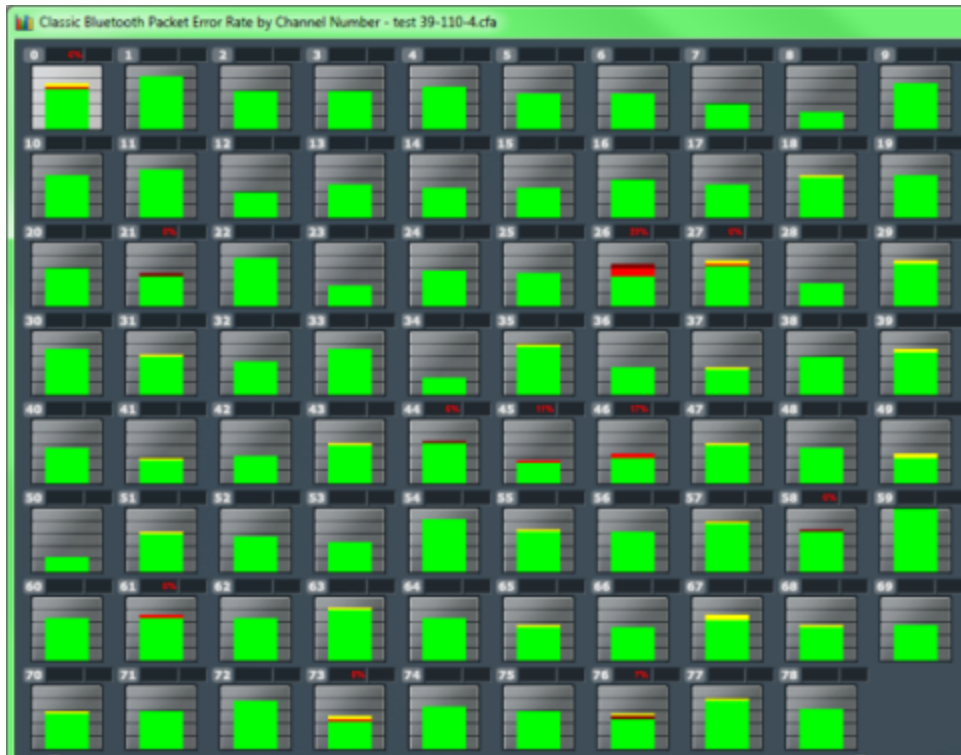 Classic Bluetooth Packet Error Rate by Channel Number - test 39-110-4.cfa
0 1 2 3 4 5 6 7 8 9
10 11 12 13 14 15 16 17 18 19
20 21 22 23 24 25 26 27 28 29
30 31 32 33 34 35 36 37 38 39
40 41 42 43 44 45 46 47 48 49
50 51 52 53 54 55 56 57 58 59
60 61 62 63 64 65 66 67 68 69
70 71 72 73 74 75 76 77 78